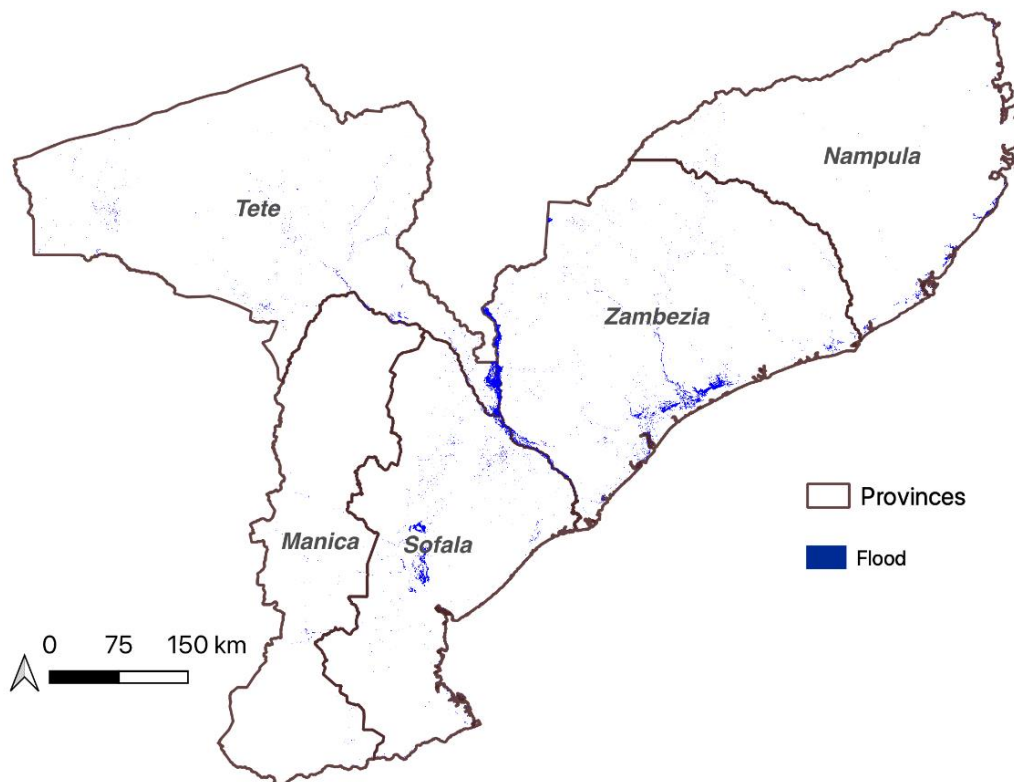 Nampula
Tete
Zambezia
Provinces
Manica
Sofala
Flood
0 75 150 km